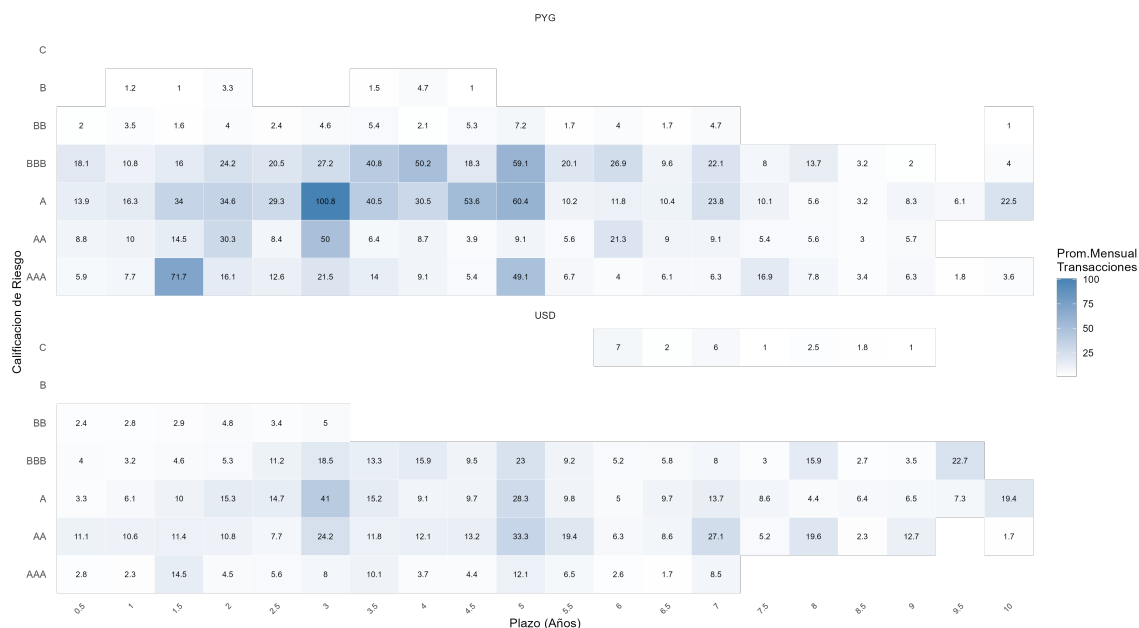 PYG
C
B 1.2 1 3.3 1.5 4.7 1
BB 2 3.5 1.6 4 2.4 4.6 5.4 2.1 5.3 7.2 1.7 4 1.7 4.7 1
BBB 18.1 10.8 16 24.2 20.5 27.2 40.8 50.2 18.3 59.1 20.1 26.9 9.6 22.1 8 13.7 3.2 2 4
A 13.9 16.3 34 34.6 29.3 100.8 40.5 30.5 53.6 60.4 10.2 11.8 10.4 23.8 10.1 5.6 3.2 8.3 6.1 22.5
AA 8.8 10 14.5 30.3 8.4 50 6.4 8.7 3.9 9.1 5.6 21.3 9 9.1 5.4 5.6 3 5.7
AAA 5.9 7.7 71.7 16.1 12.6 21.5 14 9.1 5.4 49.1 6.7 4 6.1 6.3 16.9 7.8 3.4 6.3 1.8 3.6
USD
C 7 2 6 1 2.5 1.8 1
B
BB 2.4 2.8 2.9 4.8 3.4 5
BBB 4 3.2 4.6 5.3 11.2 18.5 13.3 15.9 9.5 23 9.2 5.2 5.8 8 3 15.9 2.7 3.5 22.7
A 3.3 6.1 10 15.3 14.7 41 15.2 9.1 9.7 28.3 9.8 5 9.7 13.7 8.6 4.4 6.4 6.5 7.3 19.4
AA 11.1 10.6 11.4 10.8 7.7 24.2 11.8 12.1 13.2 33.3 19.4 6.3 8.6 27.1 5.2 19.6 2.3 12.7 1.7
AAA 2.8 2.3 14.5 4.5 5.6 8 10.1 3.7 4.4 12.1 6.5 2.6 1.7 8.5
0.5 1 1.5 2 2.5 3 3.5 4 4.5 5 5.5 6 6.5 7 7.5 8 8.5 9 9.5 10
Plazo (Años)
Calificacion de Riesgo
Prom.Mensual
Transacciones
100
75
50
25